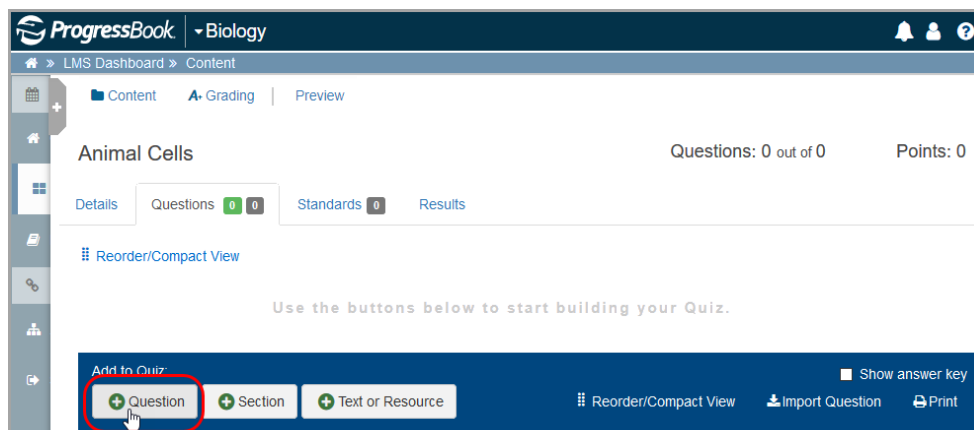 ProgressBook. Biology
» LMS Dashboard » Content
Content A+ Grading Preview
Animal Cells Questions: 0 out of 0 Points: 0
Details Questions 0 0 Standards 0 Results
Reorder/Compact View
Use the buttons below to start building your Quiz.
Add to Quiz: Show answer key
Question Section Text or Resource Reorder/Compact View Import Question Print